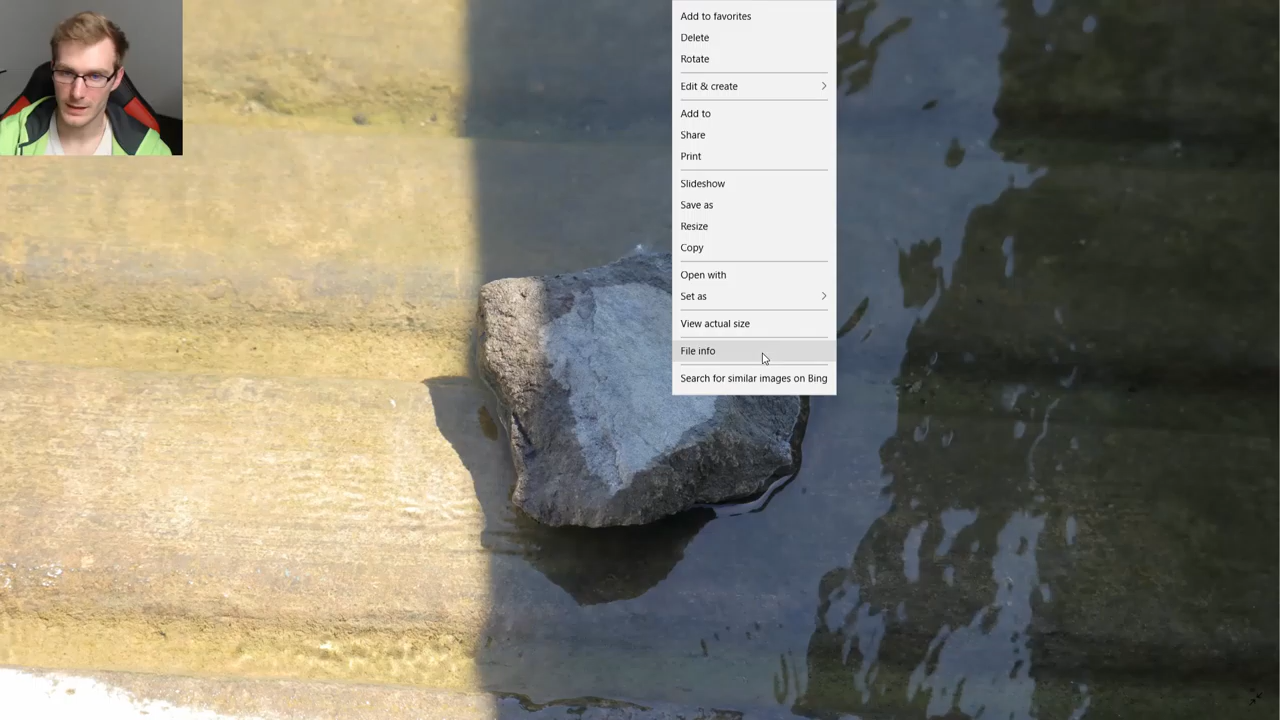 Add to favorites
Delete
Rotate
Edit & create
Add to
Share
Print
Slideshow
Save as
Resize
Copy
Open with
Set as
View actual size
File info
Search for similar images on Bing